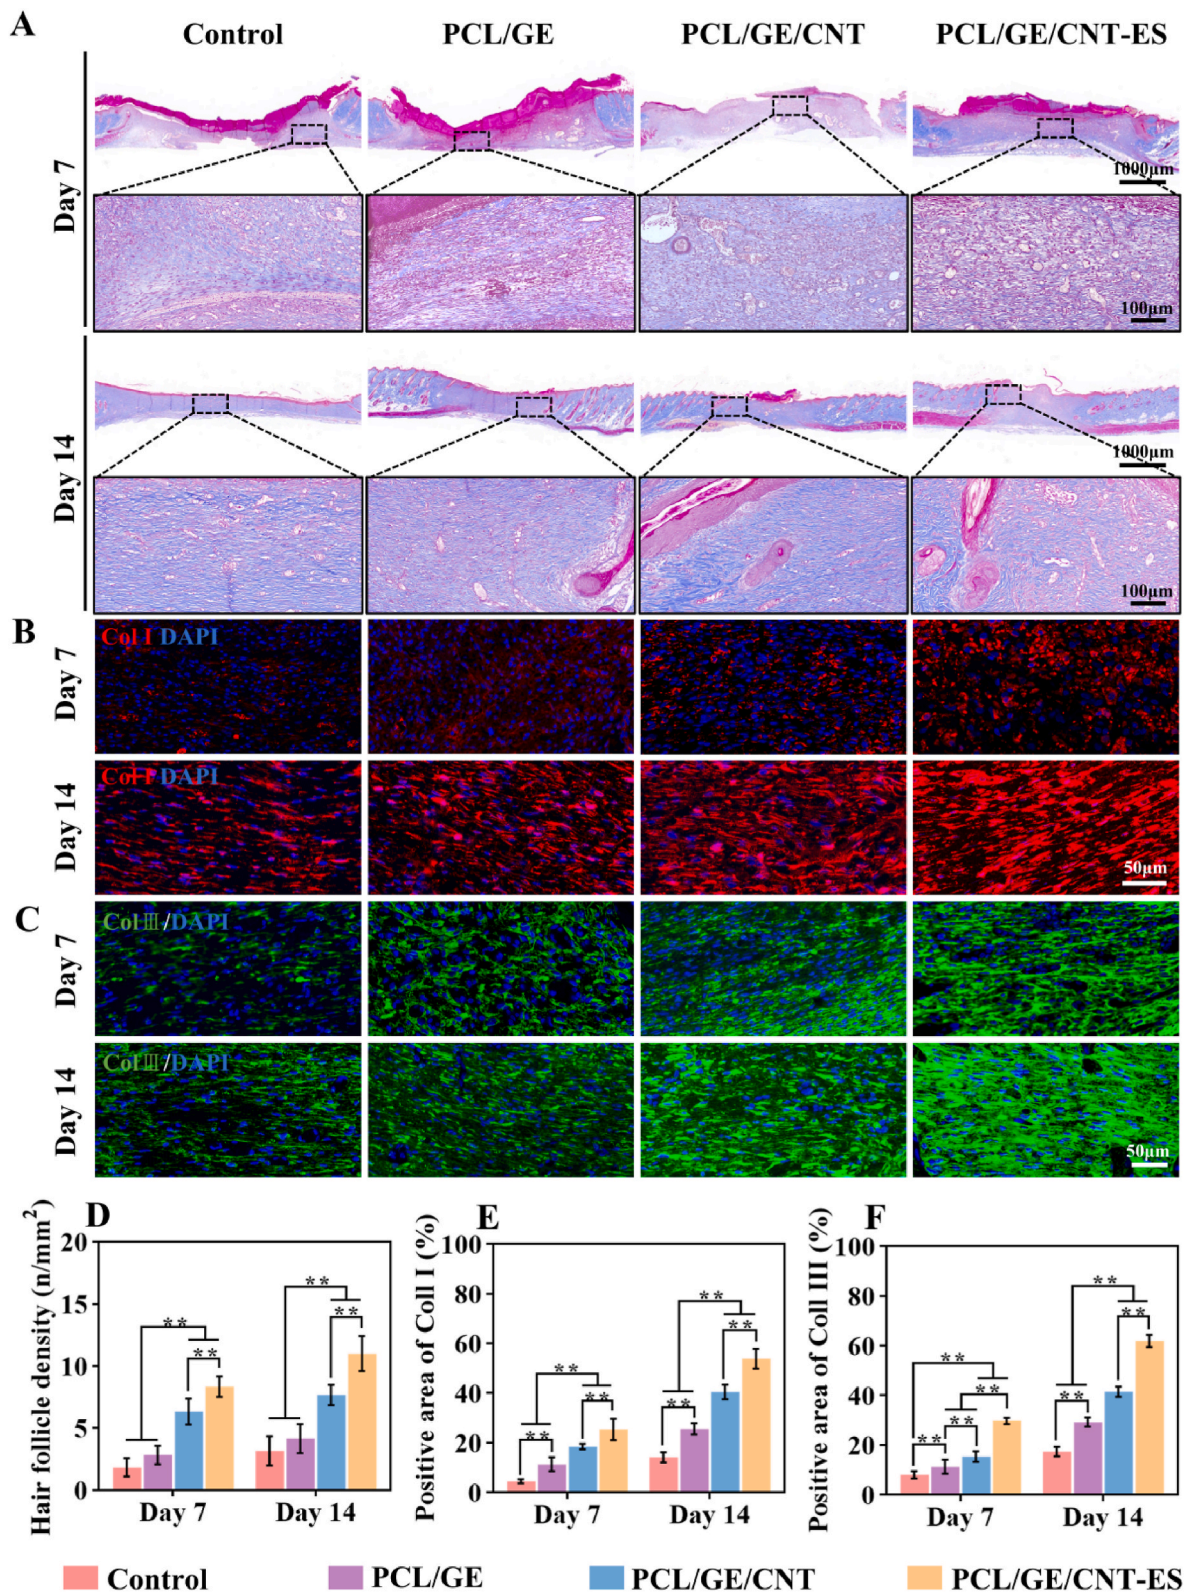 A
Control PCL/GE PCL/GE/CNT PCL/GE/CNT-ES
Day 7
1000μm
100μm
Day 14
1000μm
100μm
B
Col I DAPI
Day 7
Col I DAPI
Day 14
50μm
C
Col Ⅲ/DAPI
Day 7
Col Ⅲ/DAPI
Day 14
50μm
D
Hair follicle density (n/mm²)
20
15
10
5
0
** ** ** **
Day 7 Day 14
E
Positive area of Coll I (%)
100
80
60
40
20
0
** ** ** ** ** **
Day 7 Day 14
F
Positive area of Coll III (%)
100
80
60
40
20
0
** ** ** ** ** ** **
Day 7 Day 14
Control PCL/GE PCL/GE/CNT PCL/GE/CNT-ES